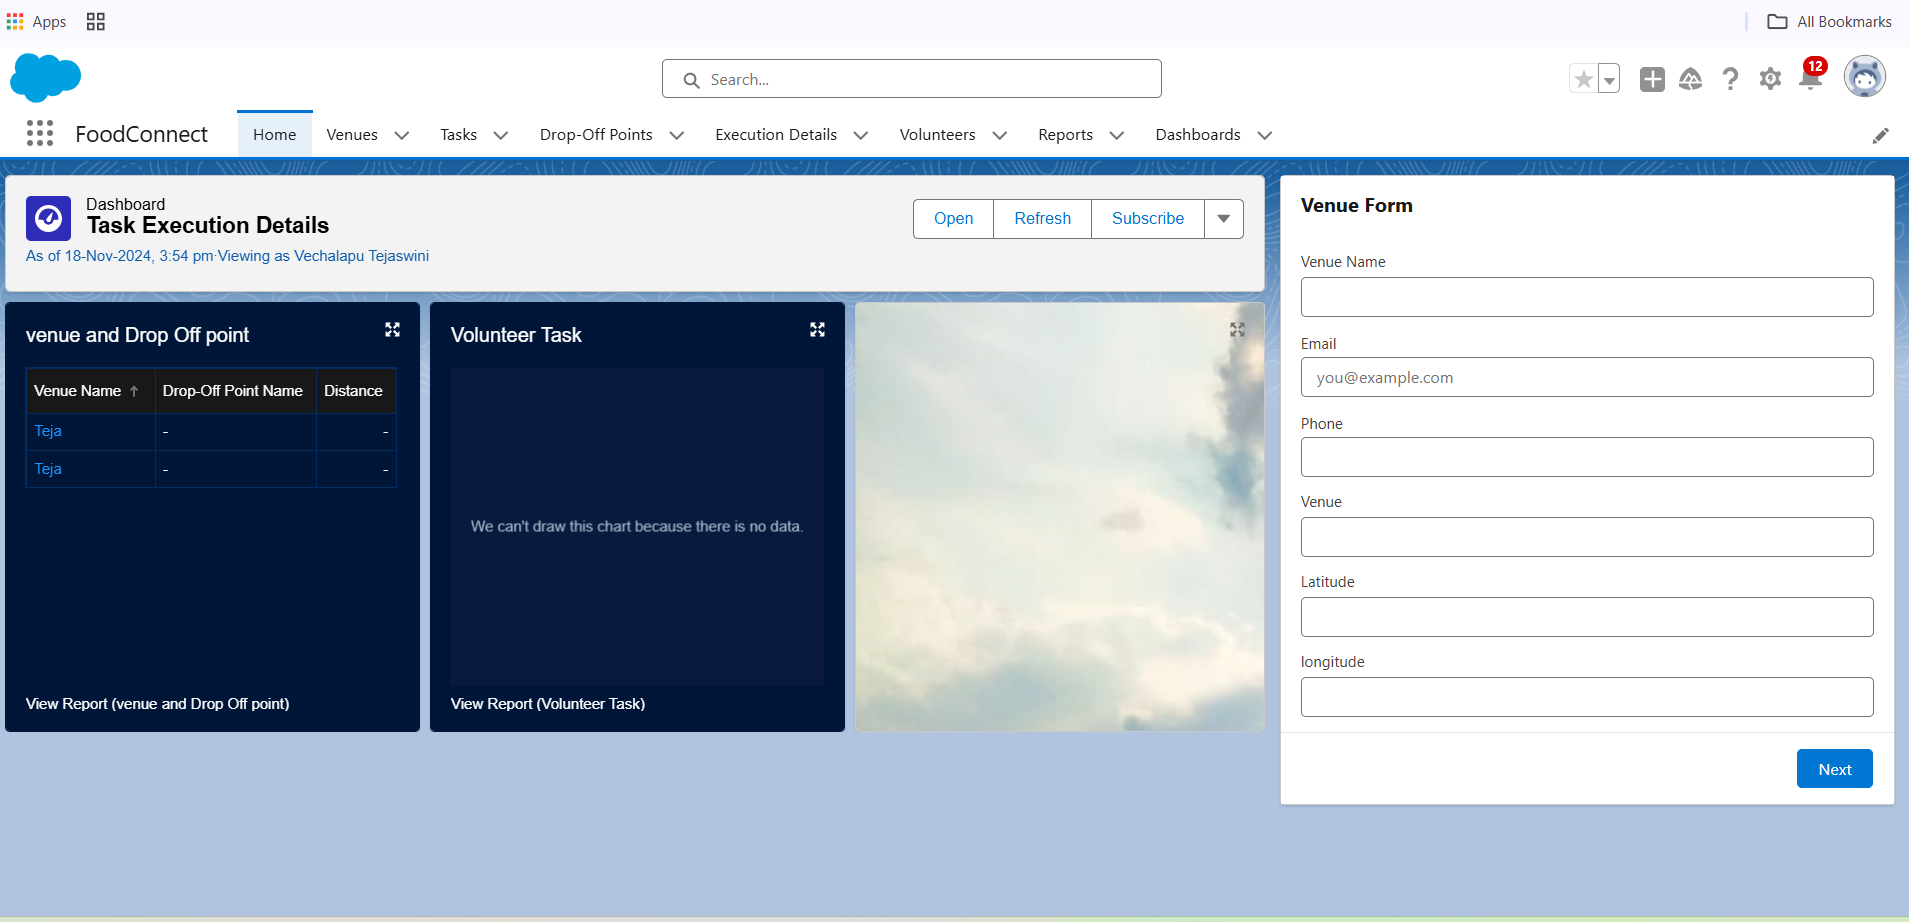 Apps
All Bookmarks
Search...
12
FoodConnect
Home
Venues
Tasks
Drop-Off Points
Execution Details
Volunteers
Reports
Dashboards
Dashboard
Task Execution Details
As of 18-Nov-2024, 3:54 pm·Viewing as Vechalapu Tejaswini
Open
Refresh
Subscribe
venue and Drop Off point
Venue Name ↑ Drop-Off Point Name Distance
Teja - -
Teja - -
View Report (venue and Drop Off point)
Volunteer Task
We can't draw this chart because there is no data.
View Report (Volunteer Task)
Venue Form
Venue Name
Email
you@example.com
Phone
Venue
Latitude
longitude
Next